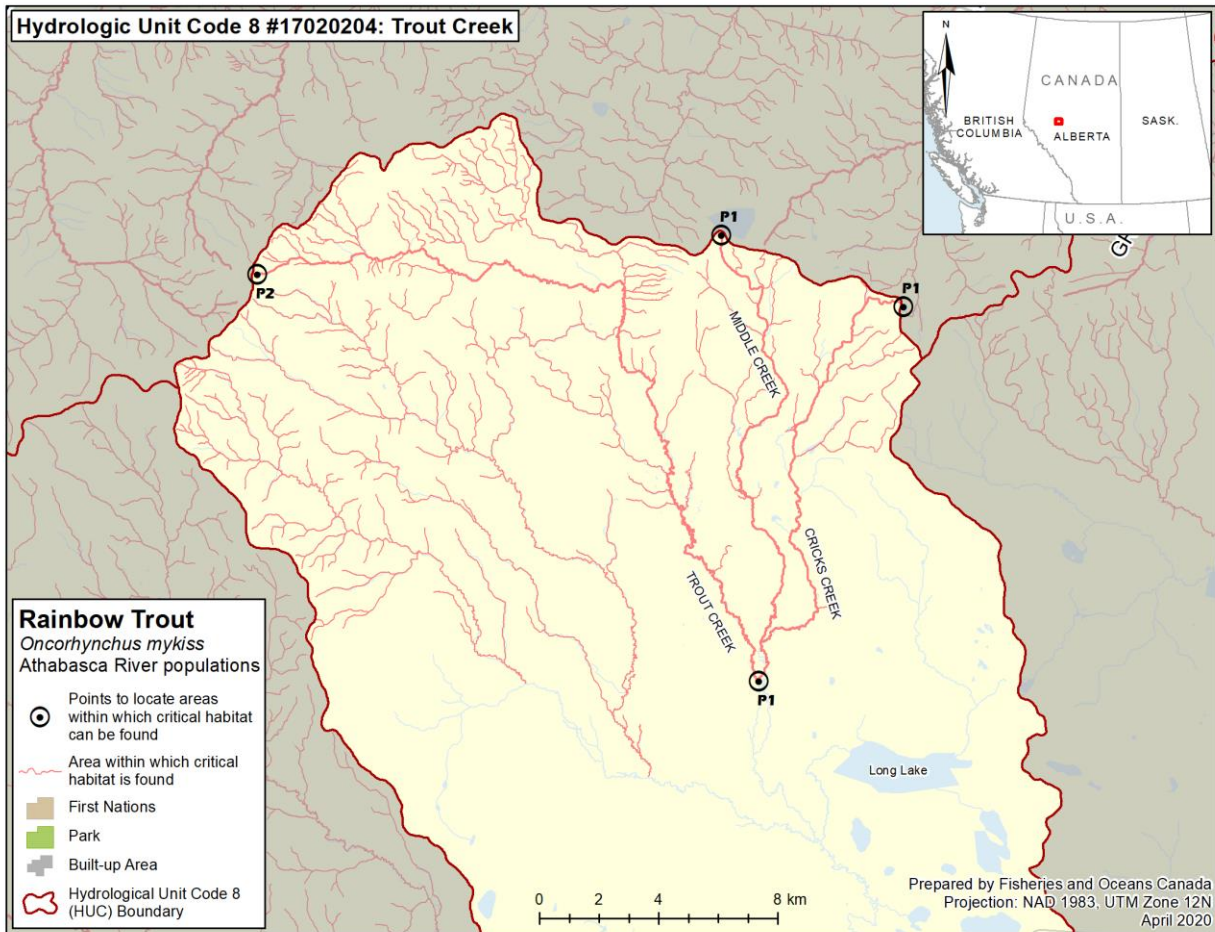 Hydrologic Unit Code 8 #17020204: Trout Creek
N
CANADA
BRITISH
COLUMBIA
ALBERTA
SASK.
U.S.A.
P1
P2
P1
MIDDLE CREEK
CRICKS CREEK
TROUT CREEK
P1
Long Lake
Rainbow Trout
Oncorhynchus mykiss
Athabasca River populations
Points to locate areas
within which critical habitat
can be found
Area within which critical
habitat is found
First Nations
Park
Built-up Area
Hydrological Unit Code 8
(HUC) Boundary
0 4 8 km
Prepared by Fisheries and Oceans Canada
Projection: NAD 1983, UTM Zone 12N
April 2020